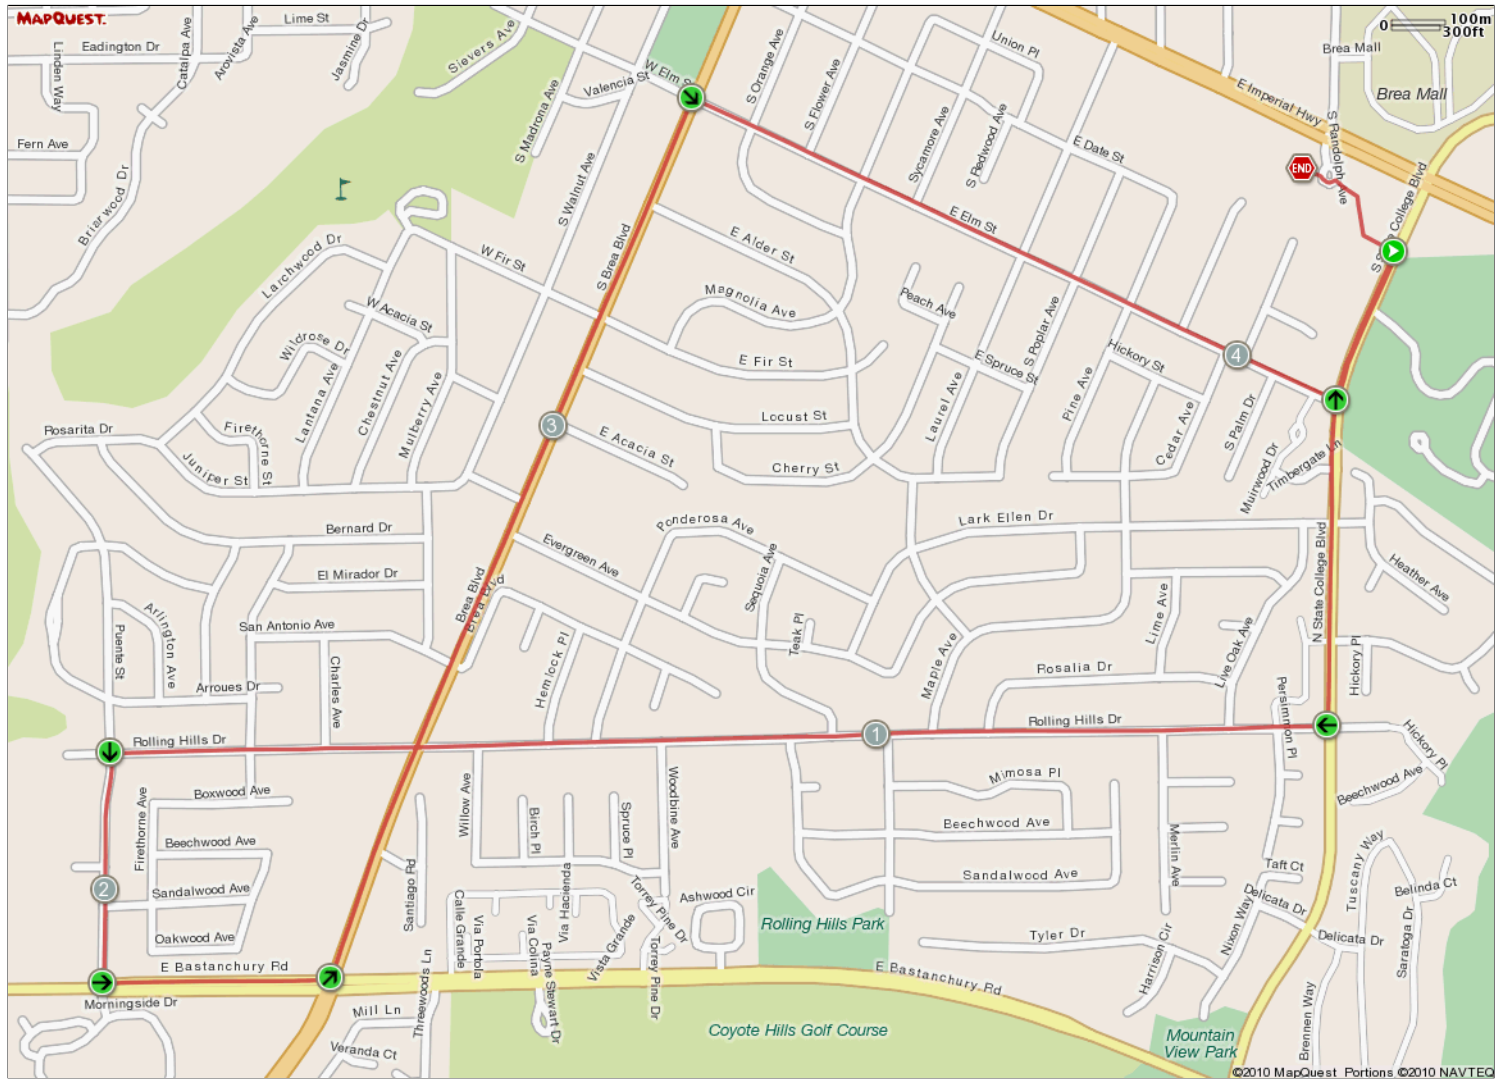 MAPQUEST.
Lime St
Eadington Dr
Catalpa Ave
Arovista Ave
Jasmine Dr
Linden Way
Fern Ave
Briarwood Dr
Sievers Ave
S Madrona Ave
Valencia St
W Elm S
S Walnut Ave
S Orange Ave
S Flower Ave
Sycamore Ave
S Redwood Ave
Union Pl
E Date St
E Imperial Hwy
Brea Mall
Brea Mall
0 100m
300ft
S Randolph Ave
END
College Blvd
E Elm St
S Brea Blvd
E Alder St
Magnolia Ave
W Fir St
Larchwood Dr
W Acacia St
Wildrose Dr
Lantana Ave
Chestnut Ave
Mulberry Ave
Rosarita Dr
Firethorne St
Juniper St
E Fir St
Locust St
Cherry St
E Acacia St
3
Peach Ave
E Spruce St
S Poplar Ave
Laurel Ave
Pine Ave
Hickory St
Cedar Ave
S Palm Dr
4
Muirwood Dr
Timbergate Ln
Bernard Dr
El Mirador Dr
San Antonio Ave
Arlington Ave
Puente St
Arroues Dr
Charles Ave
Brea Blvd
Brea Blvd
Evergreen Ave
Ponderosa Ave
Sequoia Ave
Teak Pl
Hemlock Pl
Lark Ellen Dr
Maple Ave
Lime Ave
Live Oak Ave
Rosalia Dr
N State College Blvd
Heather Ave
Hickory Pl
Persimmon Pl
Rolling Hills Dr
Rolling Hills Dr
1
Hickory Pl
Beechwood Ave
Boxwood Ave
Firethorne Ave
Beechwood Ave
Sandalwood Ave
2
Oakwood Ave
Willow Ave
Birch Pl
Spruce Pl
Woodbine Ave
Santiago Rd
Calle Grande
Via Portola
Via Colina
Via Hacienda
Payne Stewart Dr
Vista Grande
Torrey Pine Dr
Torrey Pine Dr
Ashwood Cir
Mimosa Pl
Beechwood Ave
Sandalwood Ave
Merlin Ave
Taft Ct
Delicata Dr
Delicata Dr
Nixon Way
Harrison Cir
Tyler Dr
Tuscany Way
Belinda Ct
Saratoga Dr
Brennen Way
Rolling Hills Park
E Bastanchury Rd
E Bastanchury Rd
Morningside Dr
Mill Ln
Threewoods Ln
Veranda Ct
Coyote Hills Golf Course
Mountain
View Park
©2010 MapQuest Portions ©2010 NAVTEQ